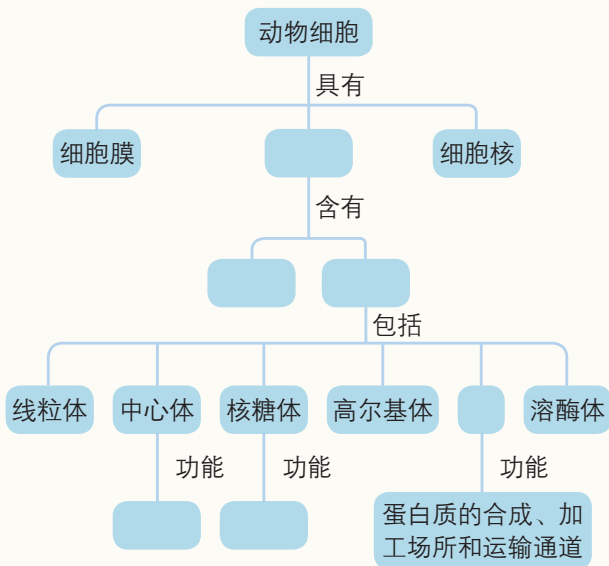 动物细胞
具有
细胞膜
细胞核
含有
包括
线粒体
中心体
核糖体
高尔基体
溶酶体
功能
功能
功能
蛋白质的合成、加
工场所和运输通道